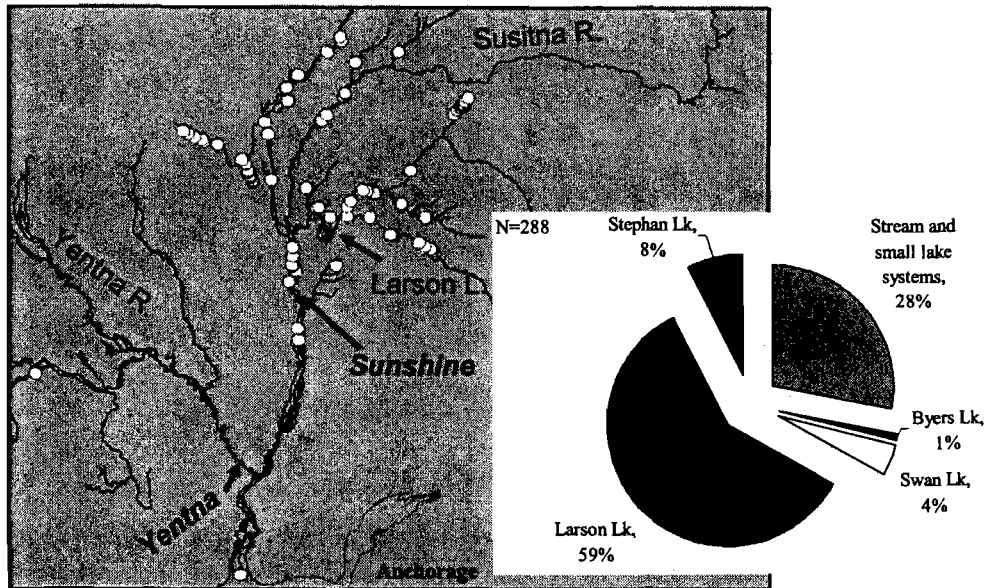 Susitna R.
Yentna R
Larson L.
Sunshine
Yentna
Anchorage
N=288
Stephan Lk,
8%
Stream and
small lake
systems,
28%
Byers Lk,
1%
Swan Lk,
4%
Larson Lk,
59%